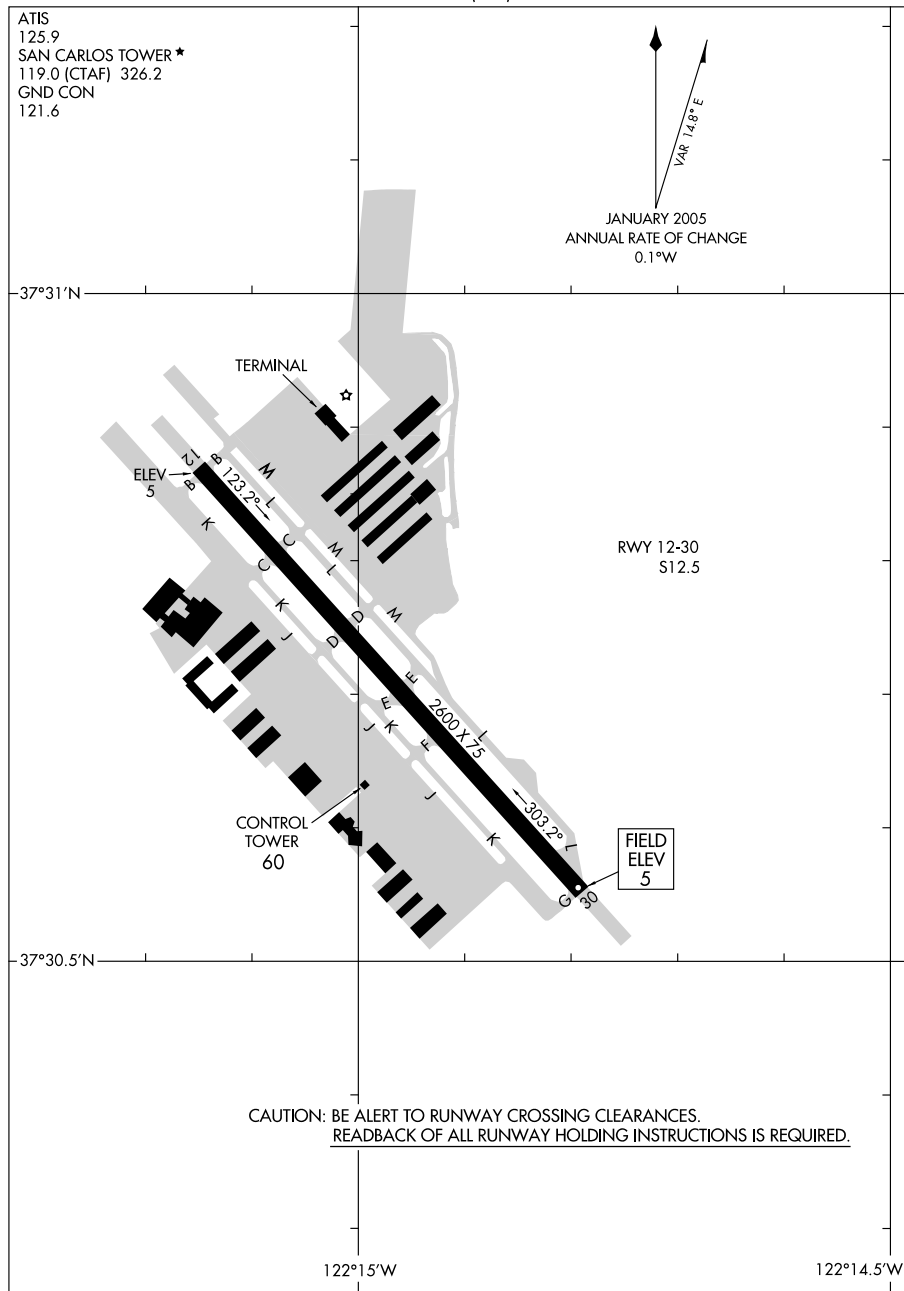 ATIS
125.9
SAN CARLOS TOWER★
119.0 (CTAF) 326.2
GND CON
121.6
VAR 14.8° E
JANUARY 2005
ANNUAL RATE OF CHANGE
0.1°W
37°31'N
TERMINAL
ELEV
5
12
B
B
123.2°
M
L
K
C
C
M
L
RWY 12-30
S12.5
K
J
D
D
M
E
E
J
K
F
2600 X 75
L
J
K
303.2°
L
CONTROL
TOWER
60
FIELD
ELEV
5
G
30
37°30.5'N
CAUTION: BE ALERT TO RUNWAY CROSSING CLEARANCES.
READBACK OF ALL RUNWAY HOLDING INSTRUCTIONS IS REQUIRED.
122°15'W
122°14.5'W